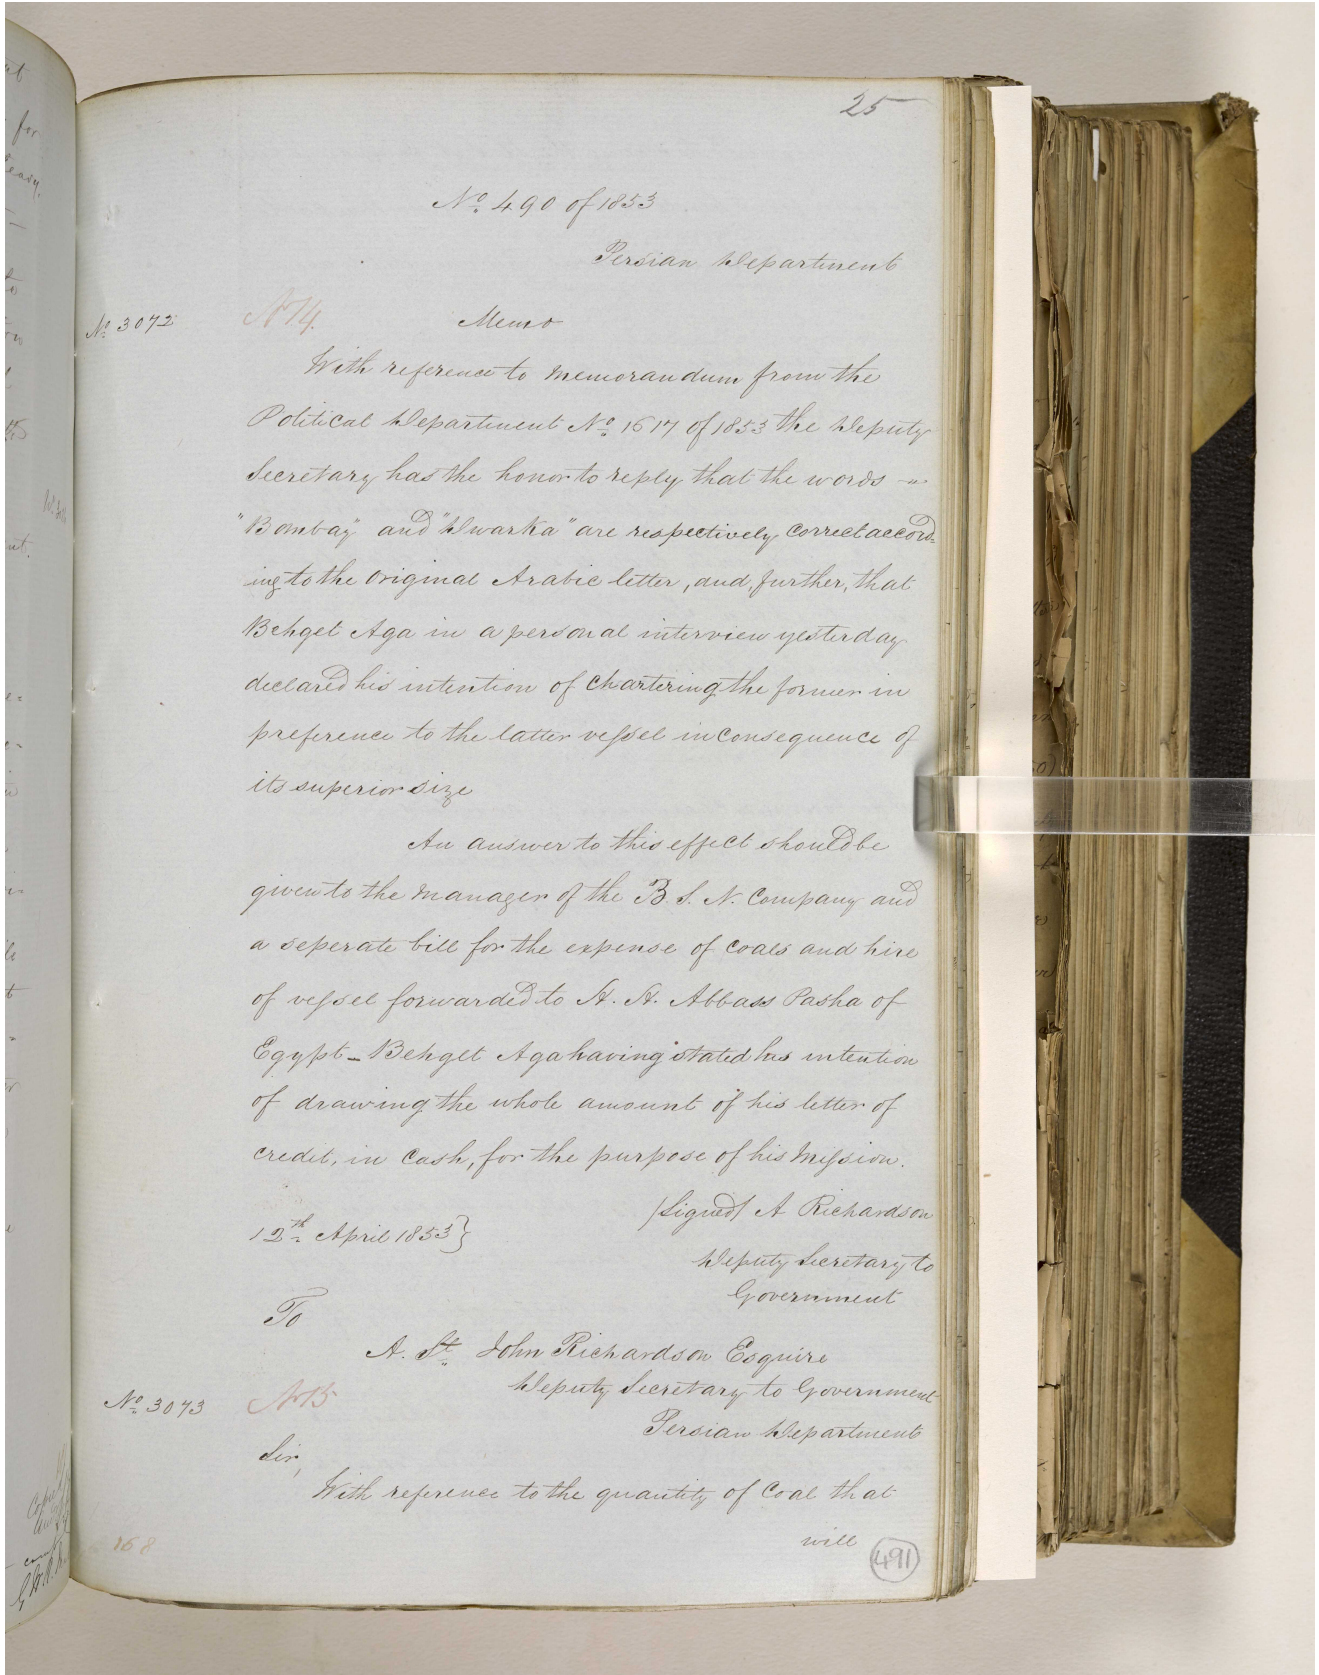 25
No. 490 of 1853
Persian Department
No. 3072
No 14.
Memo
With reference to Memorandum from the
Political Department No. 1617 of 1853 the Deputy
Secretary has the honor to reply that the words -
"Bombay" and "Dwarka" are respectively correct accord=
ing to the original Arabic letter, and, further, that
Behget Aga in a personal interview yesterday
declared his intention of chartering the former in
preference to the latter vessel in consequence of
its superior size
An answer to this effect should be
given to the Manager of the B. S. N. Company and
a seperate bill for the expense of coals and hire
of vessel forwarded to H. H. Abbass Pasha of
Egypt - Behget Aga having stated his intention
of drawing the whole amount of his letter of
credit, in cash, for the purpose of his Mission.
(Signed) A Richardson
12th April 1853}
Deputy Secretary to
Government
To
A. St. John Richardson Esquire
Deputy Secretary to Government
No. 3073
No 15
Persian Department
Sir,
With reference to the quantity of Coal that
will
168
491